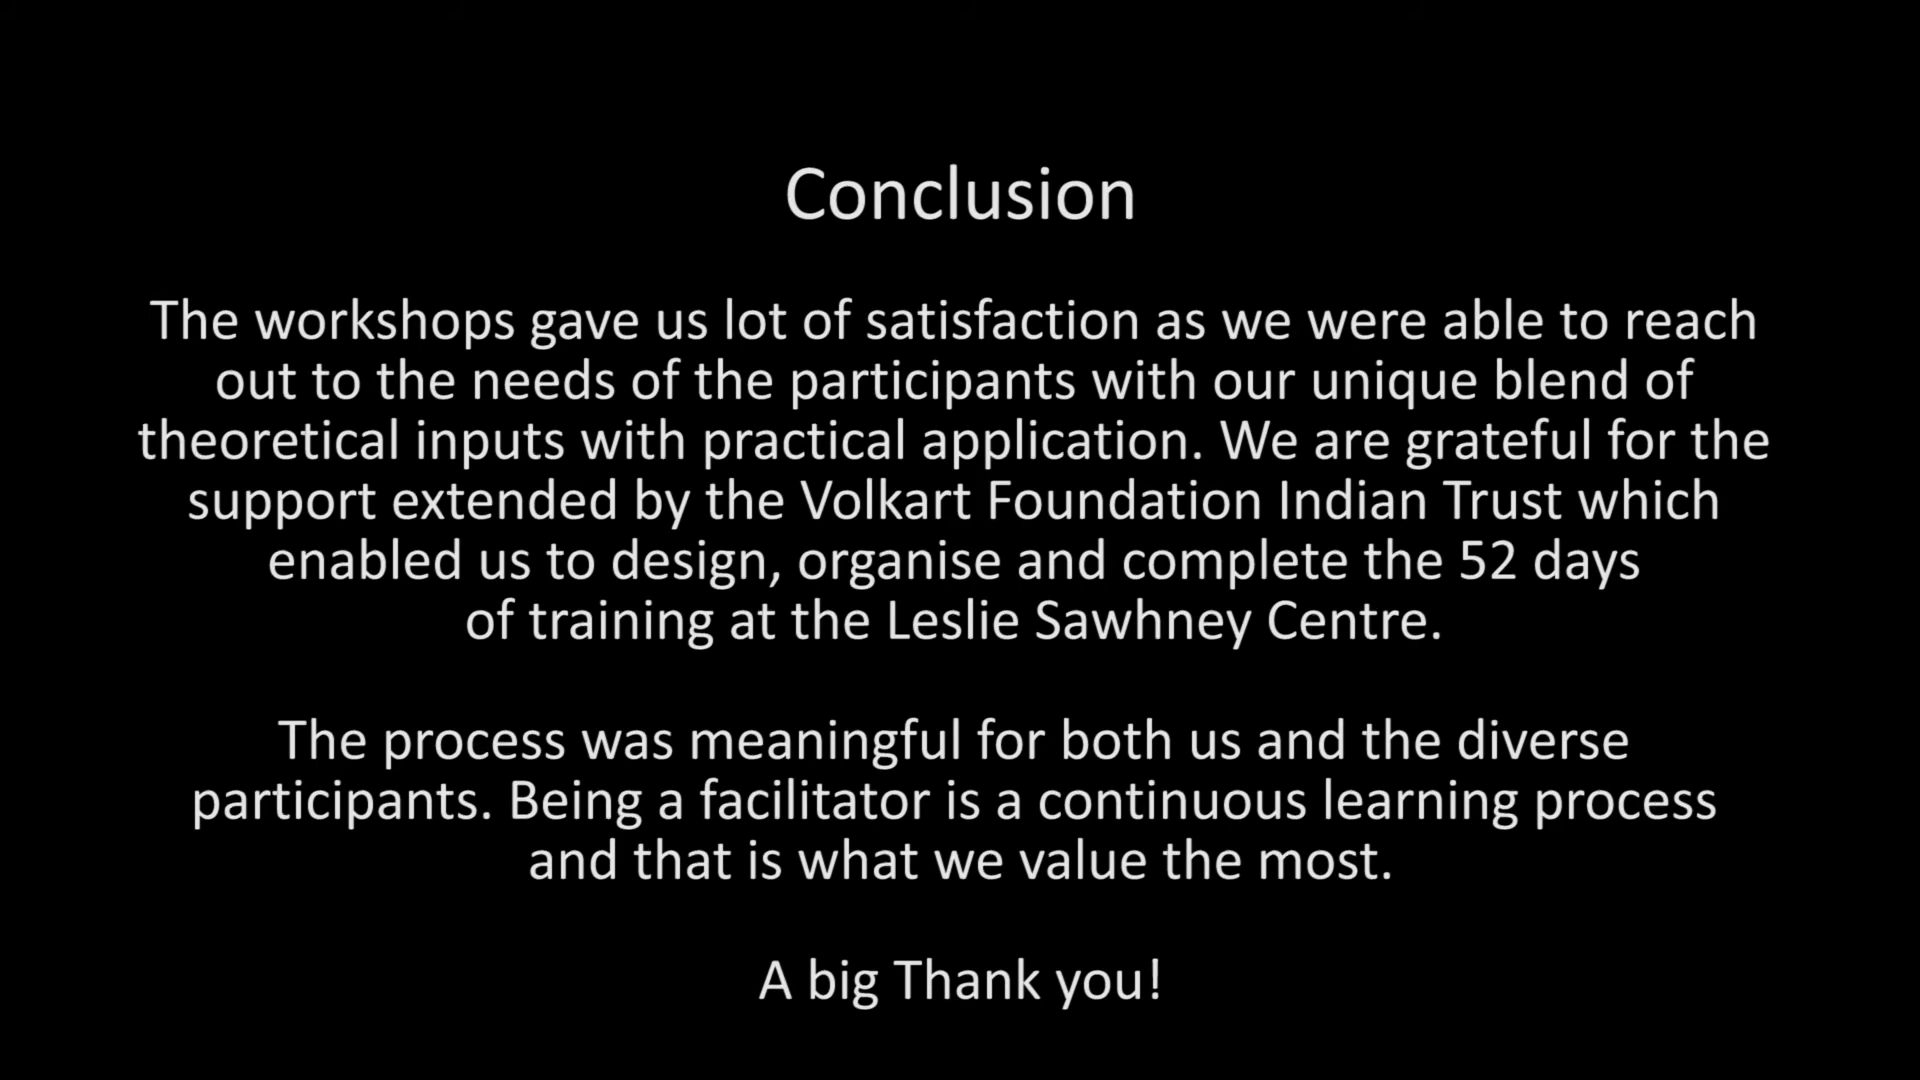 Conclusion
The workshops gave us lot of satisfaction as we were able to reach
out to the needs of the participants with our unique blend of
theoretical inputs with practical application. We are grateful for the
support extended by the Volkart Foundation Indian Trust which
enabled us to design, organise and complete the 52 days
of training at the Leslie Sawhney Centre.
The process was meaningful for both us and the diverse
participants. Being a facilitator is a continuous learning process
and that is what we value the most.
A big Thank you!